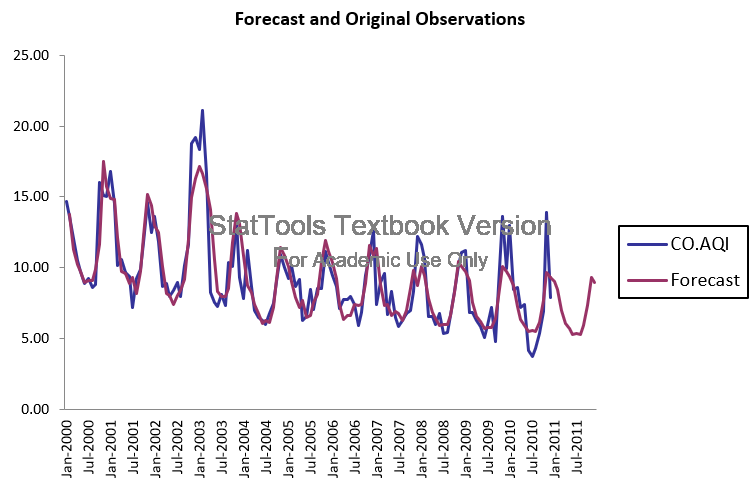 Forecast and Original Observations
25.00
20.00
15.00
10.00
5.00
0.00
StatTools Textbook Version
For Academic Use Only
CO.AQI
Forecast
Jan-2000
Jul-2000
Jan-2001
Jul-2001
Jan-2002
Jul-2002
Jan-2003
Jul-2003
Jan-2004
Jul-2004
Jan-2005
Jul-2005
Jan-2006
Jul-2006
Jan-2007
Jul-2007
Jan-2008
Jul-2008
Jan-2009
Jul-2009
Jan-2010
Jul-2010
Jan-2011
Jul-2011